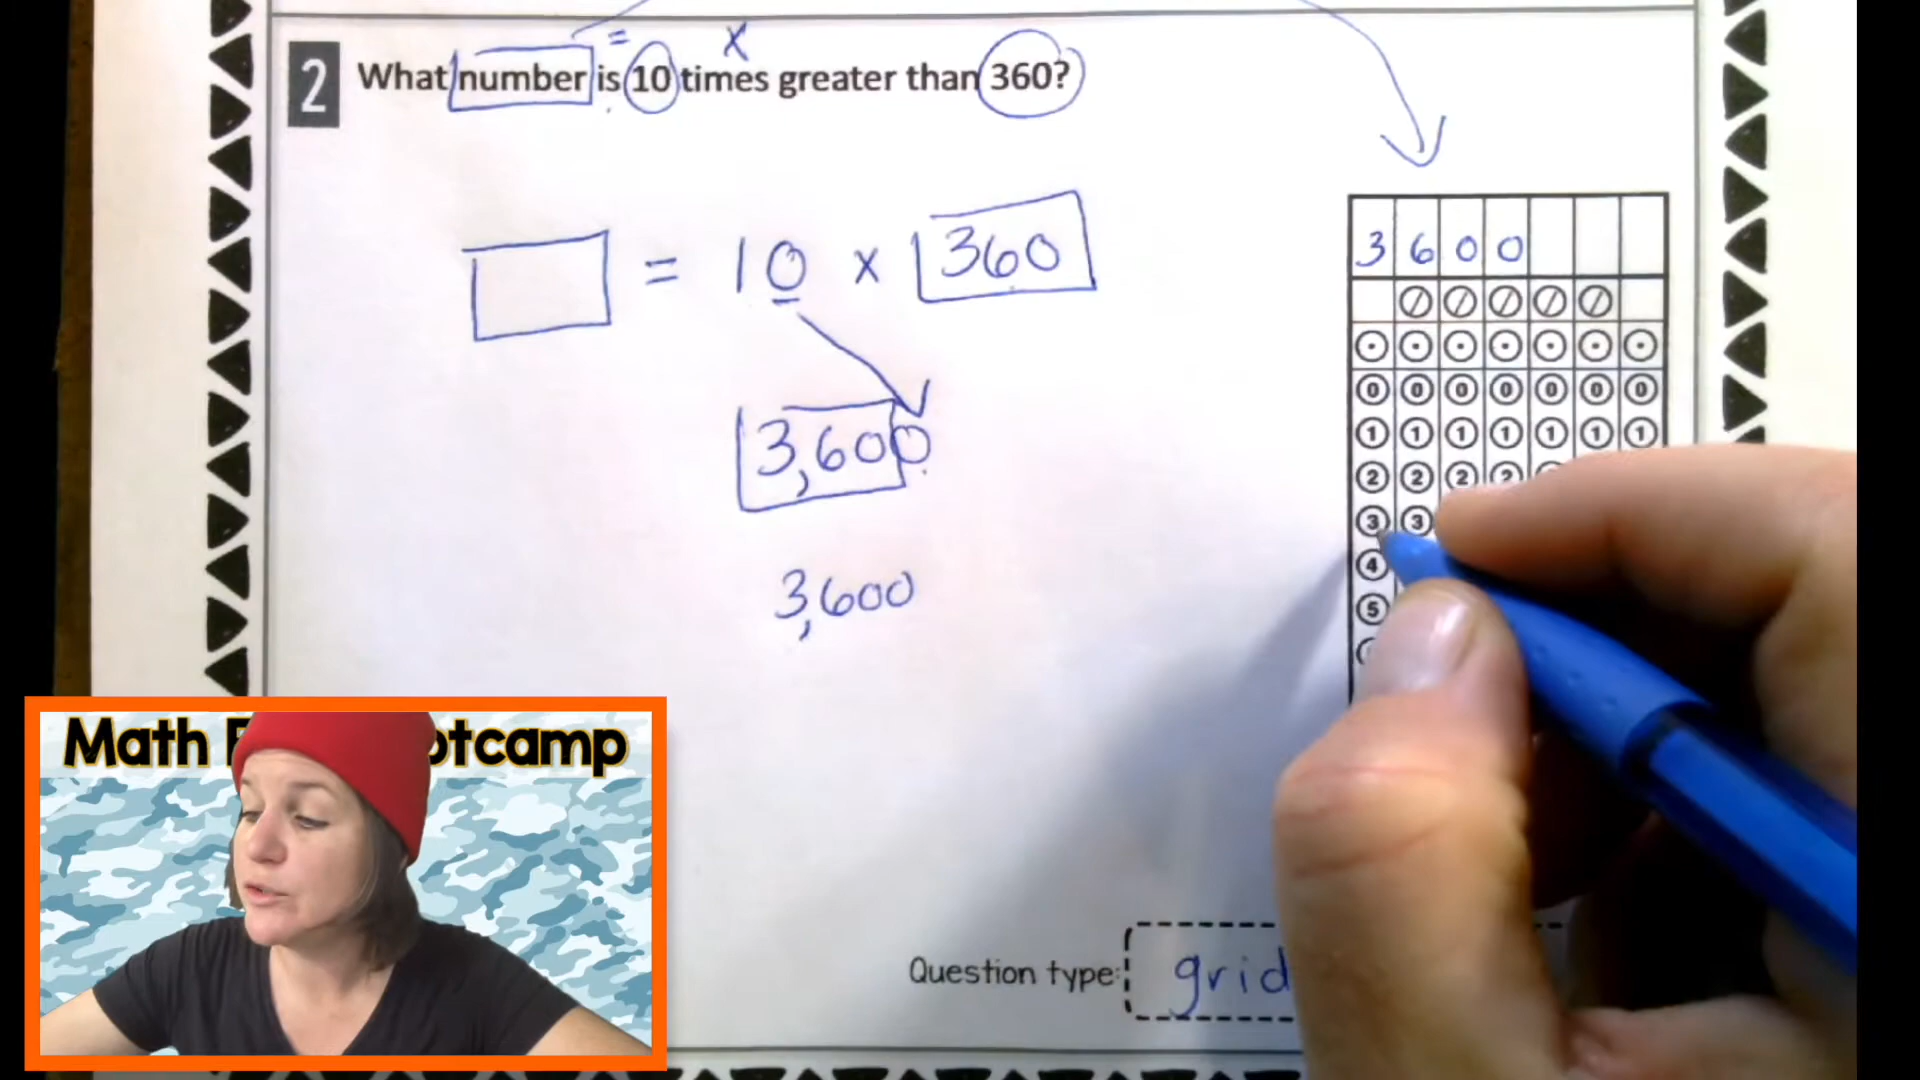 = x
2 What number is 10 times greater than 360?
= 10 x 360
3,600
3,600
3 6 0 0
0 0 0 0 0 0 0
1 1 1 1 1 1 1
2 2 2 2
3 3
4
5
Math
otcamp
Question type: grid